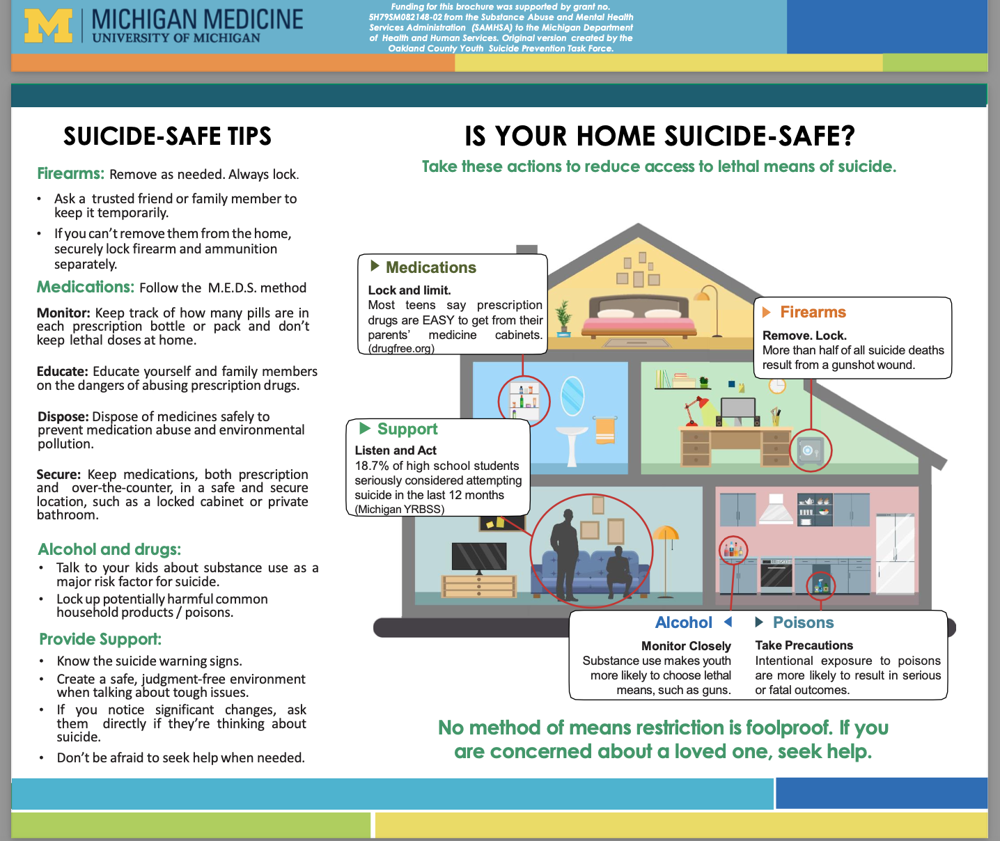 MICHIGAN MEDICINE
UNIVERSITY OF MICHIGAN
Funding for this brochure was supported by grant no.
5H79SM082148-02 from the Substance Abuse and Mental Health
Services Administration (SAMHSA) to the Michigan Department
of Health and Human Services. Original version created by the
Oakland County Youth Suicide Prevention Task Force.
SUICIDE-SAFE TIPS
Firearms: Remove as needed. Always lock.
• Ask a trusted friend or family member to
keep it temporarily.
• If you can't remove them from the home,
securely lock firearm and ammunition
separately.
Medications: Follow the M.E.D.S. method
Monitor: Keep track of how many pills are in
each prescription bottle or pack and don't
keep lethal doses at home.
Educate: Educate yourself and family members
on the dangers of abusing prescription drugs.
Dispose: Dispose of medicines safely to
prevent medication abuse and environmental
pollution.
Secure: Keep medications, both prescription
and over-the-counter, in a safe and secure
location, such as a locked cabinet or private
bathroom.
Alcohol and drugs:
• Talk to your kids about substance use as a
major risk factor for suicide.
• Lock up potentially harmful common
household products / poisons.
Provide Support:
• Know the suicide warning signs.
• Create a safe, judgment-free environment
when talking about tough issues.
• If you notice significant changes, ask
them directly if they're thinking about
suicide.
• Don't be afraid to seek help when needed.
IS YOUR HOME SUICIDE-SAFE?
Take these actions to reduce access to lethal means of suicide.
Medications
Lock and limit.
Most teens say prescription
drugs are EASY to get from their
parents' medicine cabinets.
(drugfree.org)
Firearms
Remove. Lock.
More than half of all suicide deaths
result from a gunshot wound.
Support
Listen and Act
18.7% of high school students
seriously considered attempting
suicide in the last 12 months
(Michigan YRBSS)
Alcohol
Monitor Closely
Substance use makes youth
more likely to choose lethal
means, such as guns.
Poisons
Take Precautions
Intentional exposure to poisons
are more likely to result in serious
or fatal outcomes.
No method of means restriction is foolproof. If you
are concerned about a loved one, seek help.